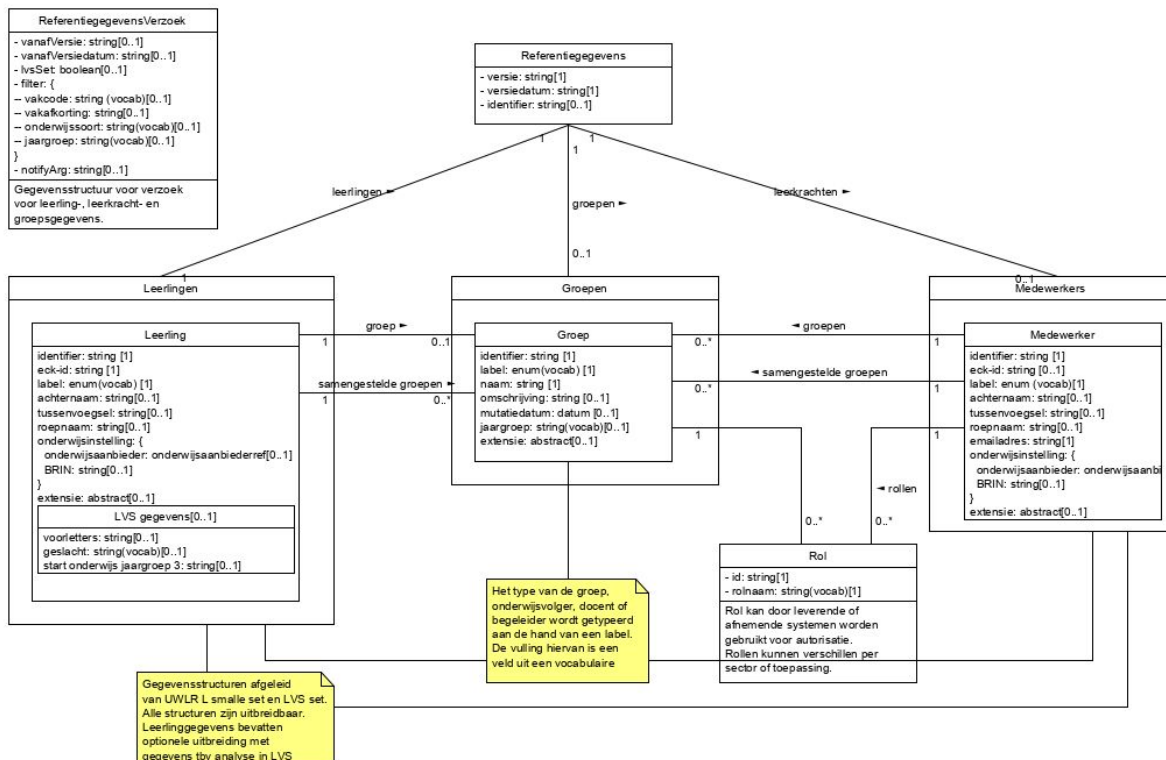 ReferentiegegevensVerzoek
- vanafVersie: string[0..1]
- vanafVersiedatum: string[0..1]
- lvsSet: boolean[0..1]
- filter: {
-- vakcode: string (vocab)[0..1]
-- vakafkorting: string[0..1]
-- onderwijssoort: string(vocab)[0..1]
-- jaargroep: string(vocab)[0..1]
}
- notifyArg: string[0..1]
Gegevensstructuur voor verzoek
voor leerling-, leerkracht- en
groepsgegevens.
Referentiegegevens
- versie: string[1]
- versiedatum: string[1]
- identifier: string[0..1]
1
1
1
leerlingen ►
groepen ►
leerkrachten ►
1
0..1
0..1
Leerlingen
Leerling
identifier: string [1]
eck-id: string [1]
label: enum(vocab) [1]
achternaam: string[0..1]
tussenvoegsel: string[0..1]
roepnaam: string[0..1]
onderwijsinstelling: {
onderwijsaanbieder: onderwijsaanbiederref[0..1]
BRIN: string[0..1]
}
extensie: abstract[0..1]
LVS gegevens[0..1]
voorletters: string[0..1]
geslacht: string(vocab)[0..1]
start onderwijs jaargroep 3: string[0..1]
groep ►
1
0..1
samengestelde groepen ►
1
0..*
Groepen
Groep
identifier: string [1]
label: enum(vocab) [1]
naam: string [1]
omschrijving: string [0..1]
mutatiedatum: datum [0..1]
jaargroep: string(vocab)[0..1]
extensie: abstract[0..1]
◄ groepen
0..*
1
◄ samengestelde groepen
0..*
1
1
1
◄ rollen
0..*
0..*
Medewerkers
Medewerker
identifier: string [1]
eck-id: string [0..1]
label: enum (vocab)[1]
achternaam: string[0..1]
tussenvoegsel: string[0..1]
roepnaam: string[0..1]
emailadres: string[1]
onderwijsinstelling: {
onderwijsaanbieder: onderwijsaanbi
BRIN: string[0..1]
}
extensie: abstract[0..1]
Rol
- id: string[1]
- rolnaam: string(vocab)[1]
Rol kan door leverende of
afnemende systemen worden
gebruikt voor autorisatie.
Rollen kunnen verschillen per
sector of toepassing.
Het type van de groep,
onderwijsvolger, docent of
begeleider wordt getypeerd
aan de hand van een label.
De vulling hiervan is een
veld uit een vocabulaire
Gegevensstructuren afgeleid
van UWLR L smalle set en LVS set.
Alle structuren zijn uitbreidbaar.
Leerlinggegevens bevatten
optionele uitbreiding met
gegevens tbv analyse in LVS